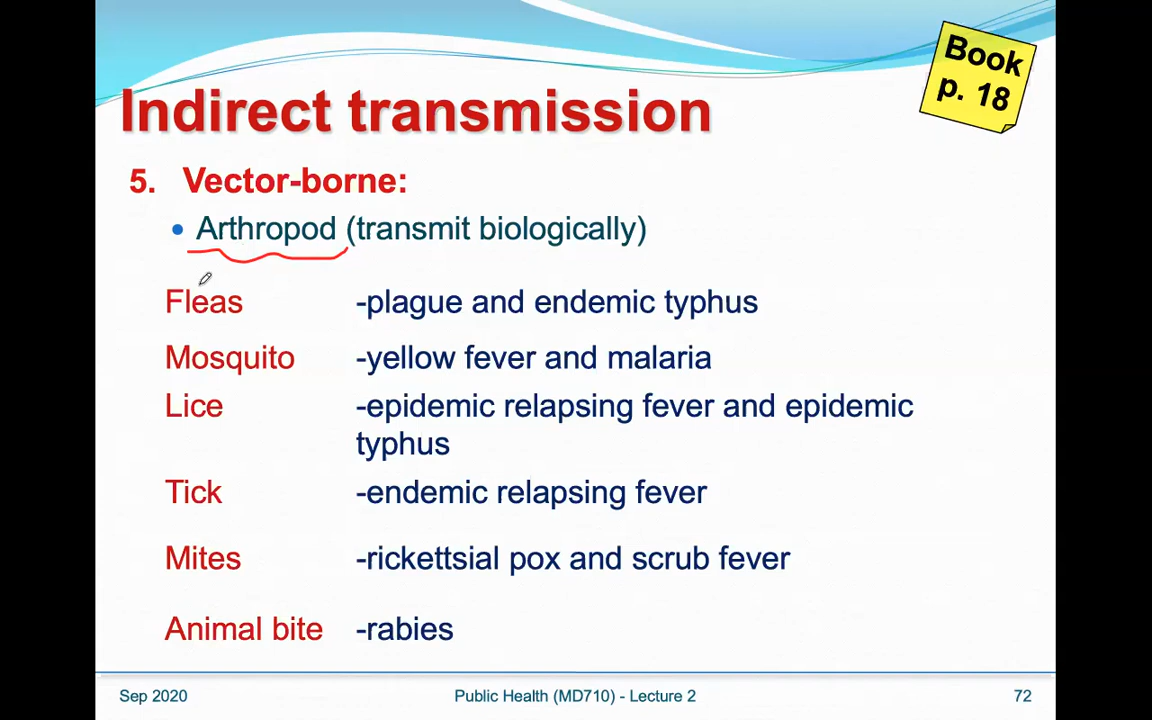 Book
p. 18
Indirect transmission
5. Vector-borne:
• Arthropod (transmit biologically)
Fleas -plague and endemic typhus
Mosquito -yellow fever and malaria
Lice -epidemic relapsing fever and epidemic
typhus
Tick -endemic relapsing fever
Mites -rickettsial pox and scrub fever
Animal bite -rabies
Sep 2020 Public Health (MD710) - Lecture 2 72